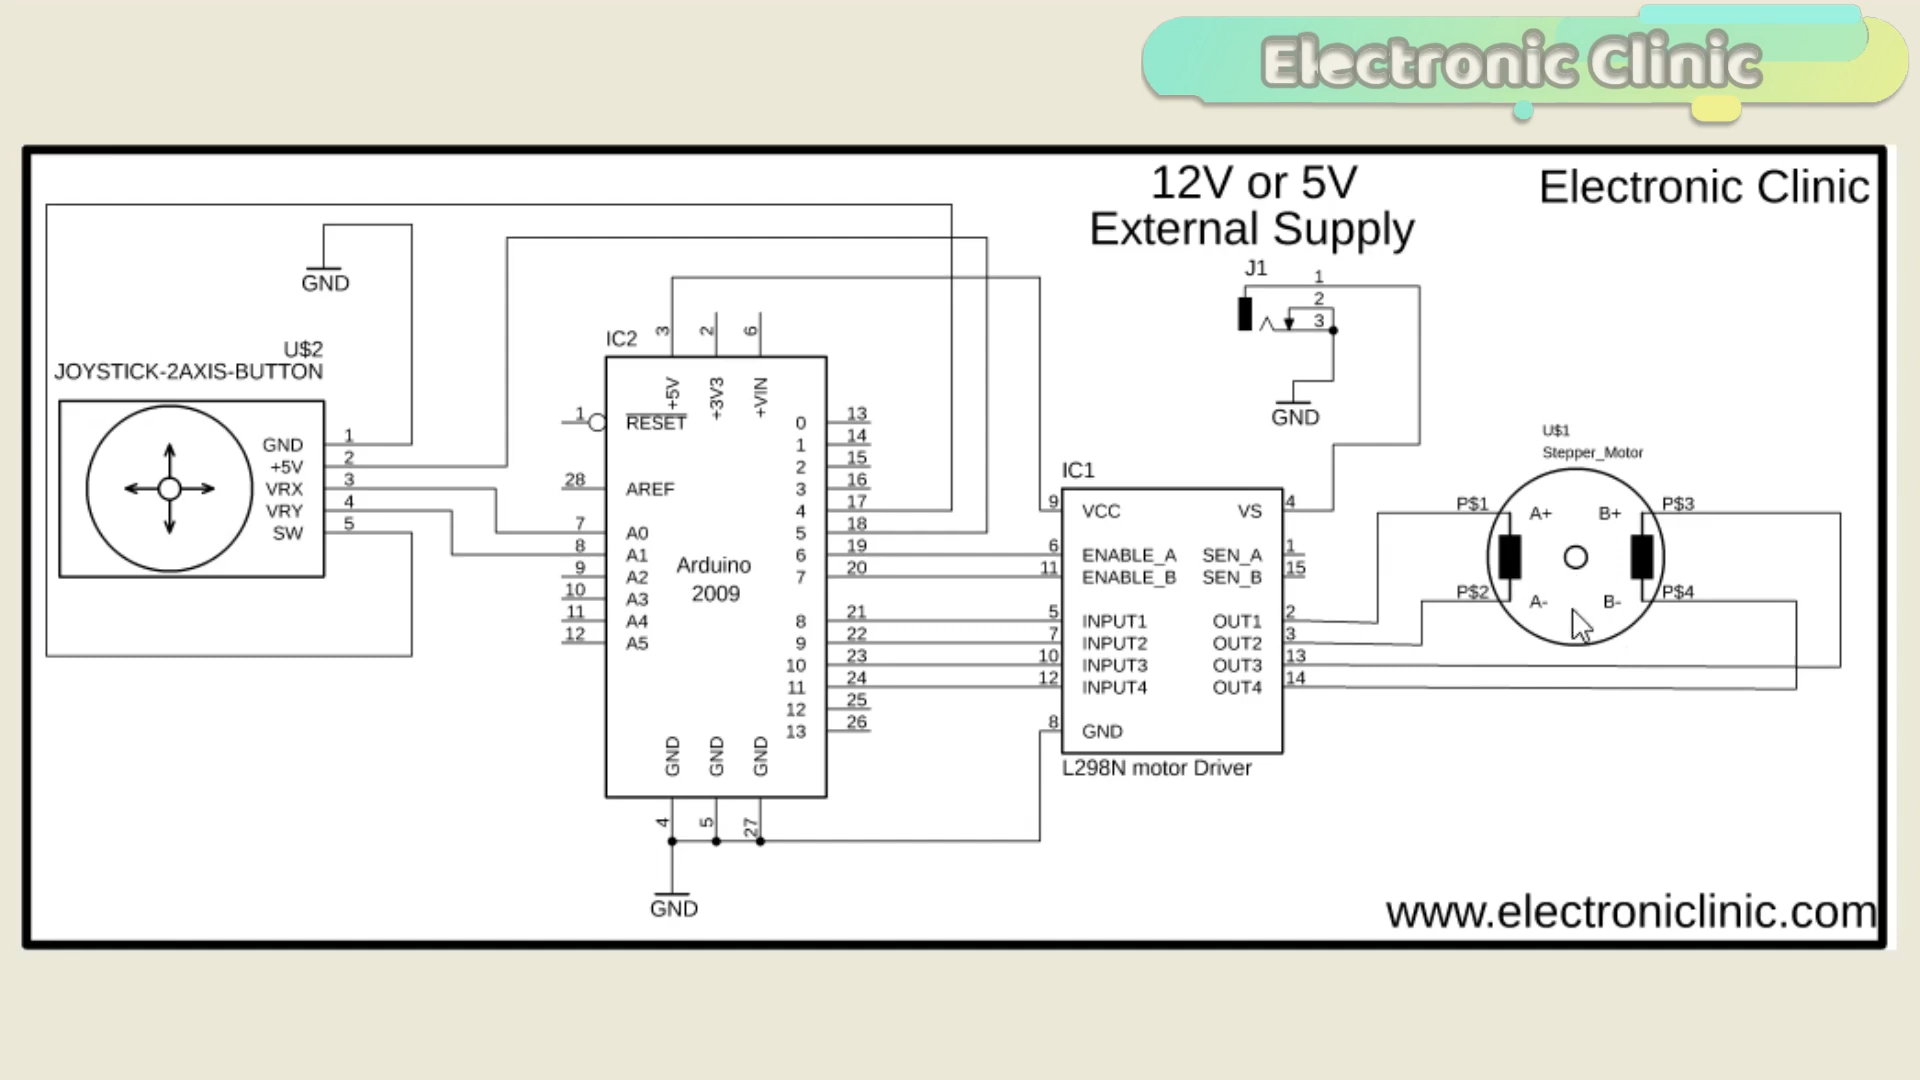 Electronic Clinic
12V or 5V
External Supply
Electronic Clinic
GND
J1
1
2
3
GND
U$2
JOYSTICK-2AXIS-BUTTON
GND 1
+5V 2
VRX 3
VRY 4
SW 5
IC2
3 2 6
+5V +3V3 +VIN
1 RESET
28 AREF
7 A0
8 A1
9 A2
10 A3
11 A4
12 A5
Arduino
2009
0 13
1 14
2 15
3 16
4 17
5 18
6 19
7 20
8 21
9 22
10 23
11 24
12 25
13 26
GND GND GND
4 5 27
GND
IC1
9 VCC VS 4
6 ENABLE_A SEN_A 1
11 ENABLE_B SEN_B 15
5 INPUT1 OUT1 2
7 INPUT2 OUT2 3
10 INPUT3 OUT3 13
12 INPUT4 OUT4 14
8 GND
L298N motor Driver
U$1
Stepper_Motor
P$1 A+ B+ P$3
P$2 A- B- P$4
www.electroniclinic.com